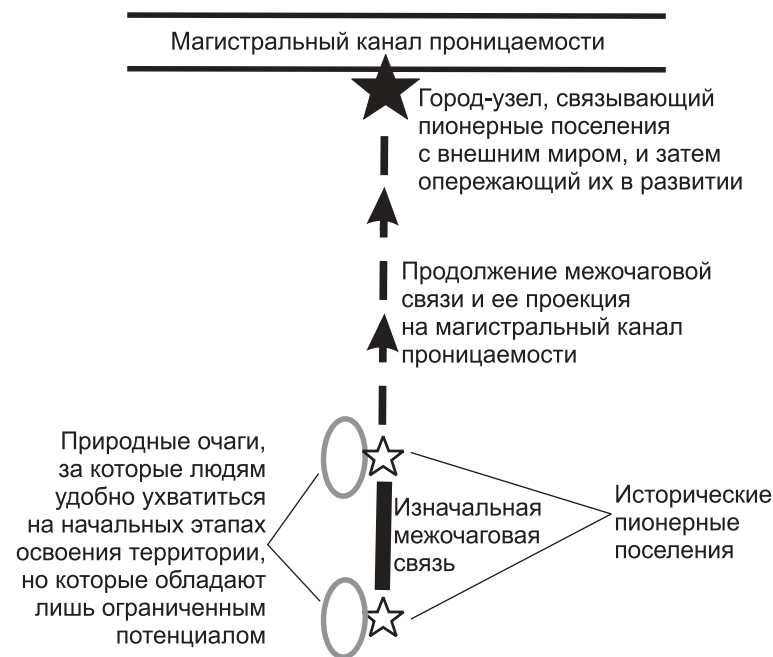 Магистральный канал проницаемости
Город-узел, связывающий
пионерные поселения
с внешним миром, и затем
опережающий их в развитии
Продолжение межочаговой
связи и ее проекция
на магистральный канал
проницаемости
Природные очаги,
за которые людям
удобно ухватиться
на начальных этапах
освоения территории,
но которые обладают
лишь ограниченным
потенциалом
Изначальная
межочаговая
связь
Исторические
пионерные
поселения